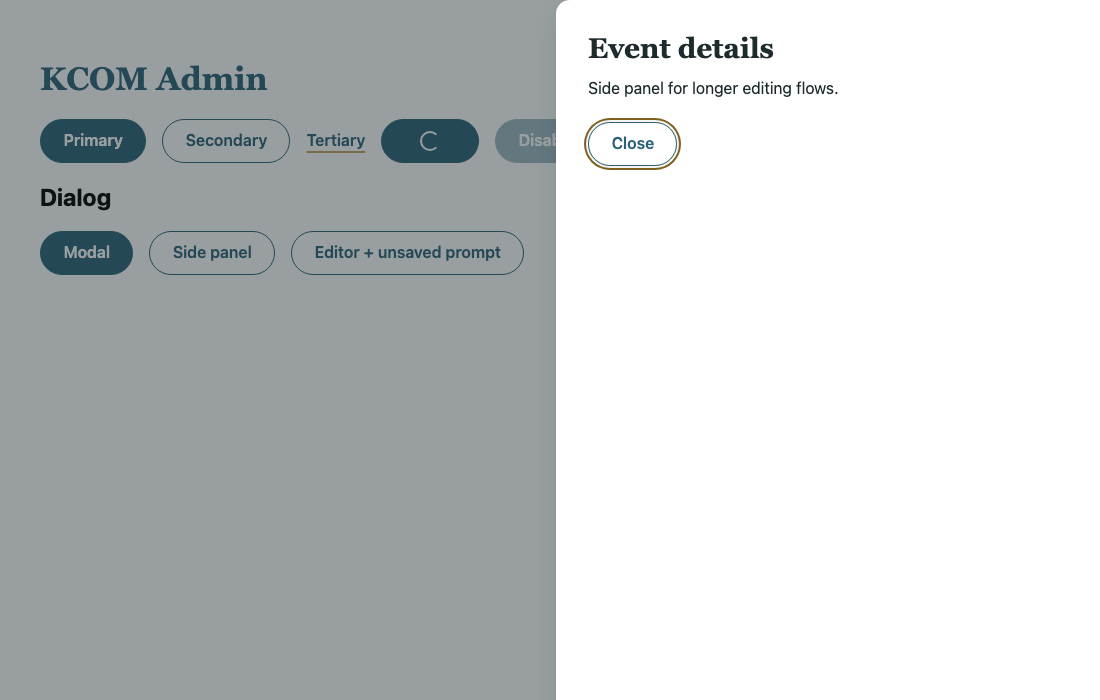 KCOM Admin
Primary Secondary Tertiary
Dialog
Modal Side panel Editor + unsaved prompt
Event details
Side panel for longer editing flows.
Close